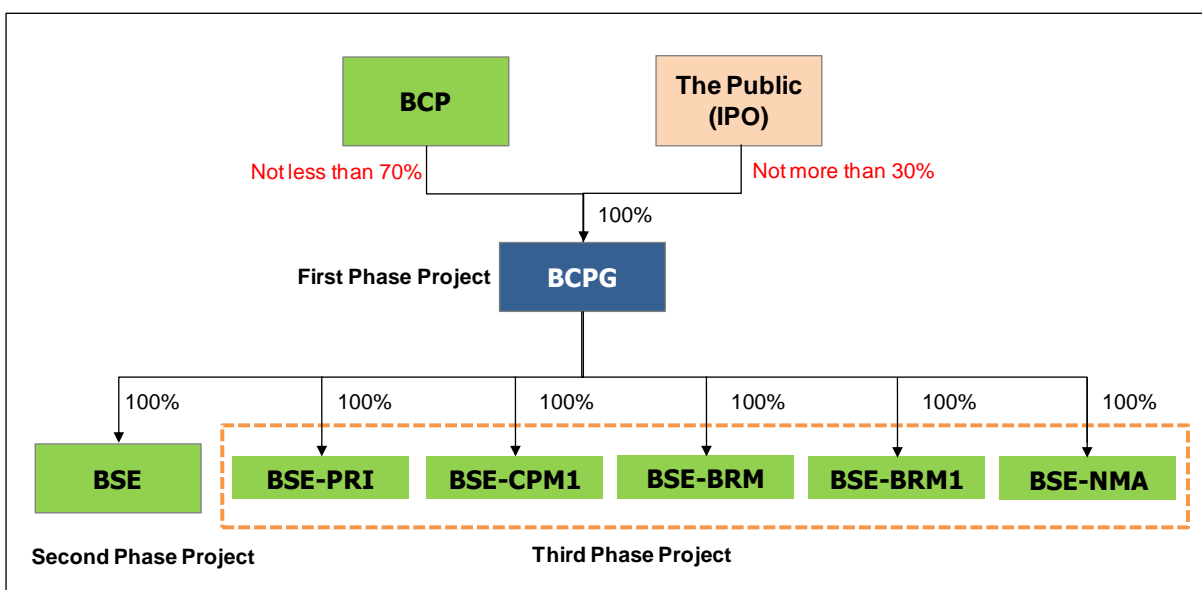 BCP
The Public
(IPO)
Not less than 70%
Not more than 30%
100%
First Phase Project
BCPG
100%
100%
100%
100%
100%
100%
BSE
BSE-PRI
BSE-CPM1
BSE-BRM
BSE-BRM1
BSE-NMA
Second Phase Project
Third Phase Project